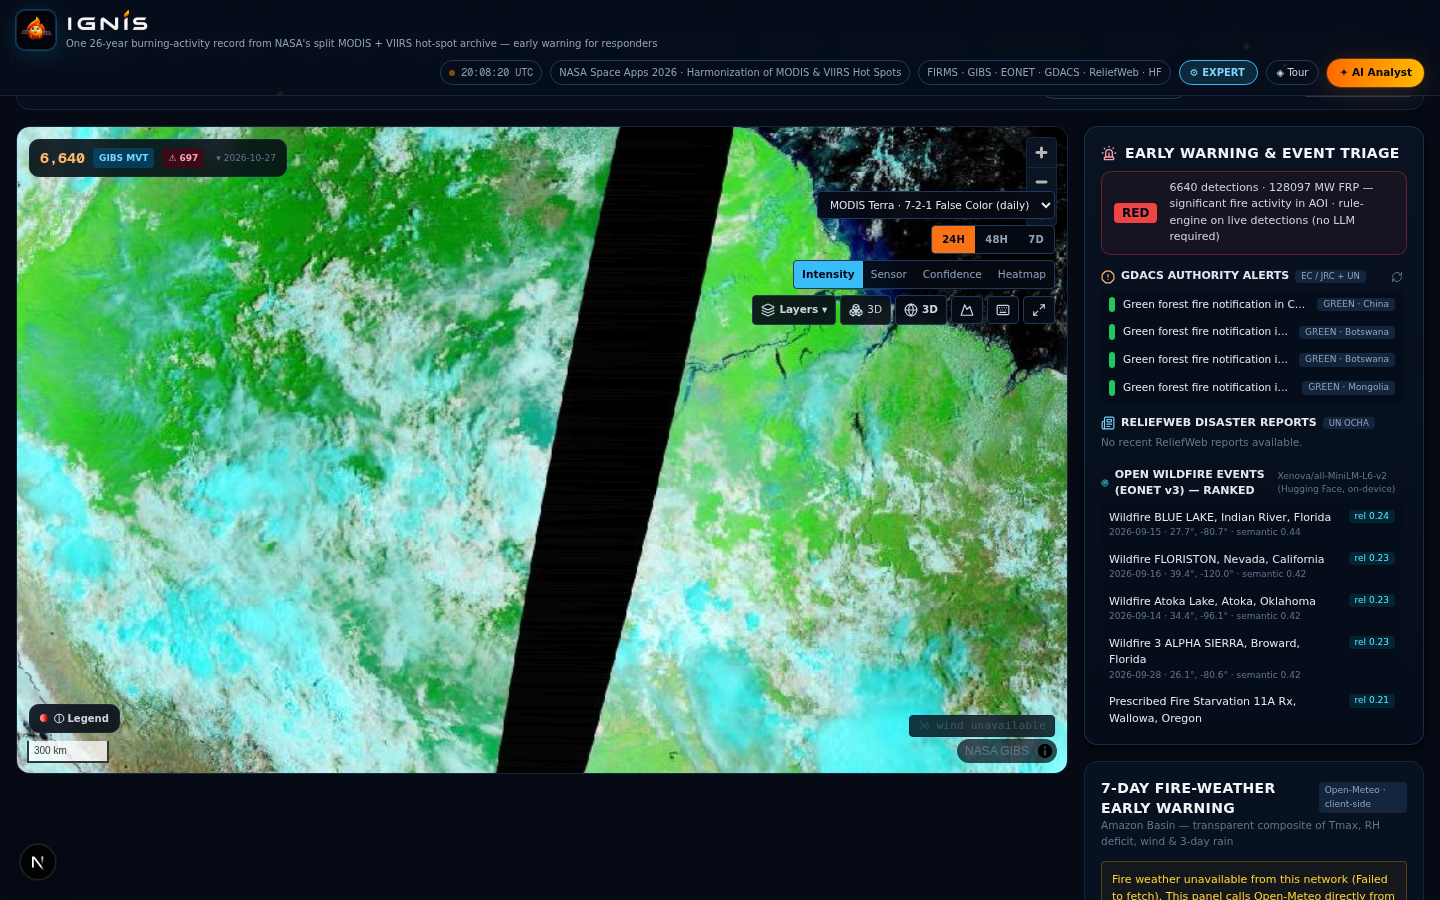 IGNIS
One 26-year burning-activity record from NASA's split MODIS + VIIRS hot-spot archive — early warning for responders
20:08:20 UTC
NASA Space Apps 2026 · Harmonization of MODIS & VIIRS Hot Spots
FIRMS · GIBS · EONET · GDACS · ReliefWeb · HF
⚙ EXPERT
◈ Tour
✦ AI Analyst
6,640
GIBS MVT
⚠ 697
▾ 2026-10-27
+
−
MODIS Terra · 7-2-1 False Color (daily)
24H 48H 7D
Intensity Sensor Confidence Heatmap
Layers ▾
3D
3D
ⓘ Legend
300 km
wind unavailable
NASA GIBS
EARLY WARNING & EVENT TRIAGE
RED
6640 detections · 128097 MW FRP —
significant fire activity in AOI · rule-
engine on live detections (no LLM
required)
GDACS AUTHORITY ALERTS
EC / JRC + UN
Green forest fire notification in C...
GREEN · China
Green forest fire notification i...
GREEN · Botswana
Green forest fire notification i...
GREEN · Botswana
Green forest fire notification i...
GREEN · Mongolia
RELIEFWEB DISASTER REPORTS
UN OCHA
No recent ReliefWeb reports available.
OPEN WILDFIRE EVENTS
(EONET v3) — RANKED
Xenova/all-MiniLM-L6-v2
(Hugging Face, on-device)
Wildfire BLUE LAKE, Indian River, Florida
rel 0.24
2026-09-15 · 27.7°, -80.7° · semantic 0.44
Wildfire FLORISTON, Nevada, California
rel 0.23
2026-09-16 · 39.4°, -120.0° · semantic 0.42
Wildfire Atoka Lake, Atoka, Oklahoma
rel 0.23
2026-09-14 · 34.4°, -96.1° · semantic 0.42
Wildfire 3 ALPHA SIERRA, Broward,
Florida
rel 0.23
2026-09-28 · 26.1°, -80.6° · semantic 0.42
Prescribed Fire Starvation 11A Rx,
Wallowa, Oregon
rel 0.21
7-DAY FIRE-WEATHER
EARLY WARNING
Open-Meteo ·
client-side
Amazon Basin — transparent composite of Tmax, RH
deficit, wind & 3-day rain
Fire weather unavailable from this network (Failed
to fetch). This panel calls Open-Meteo directly from
N